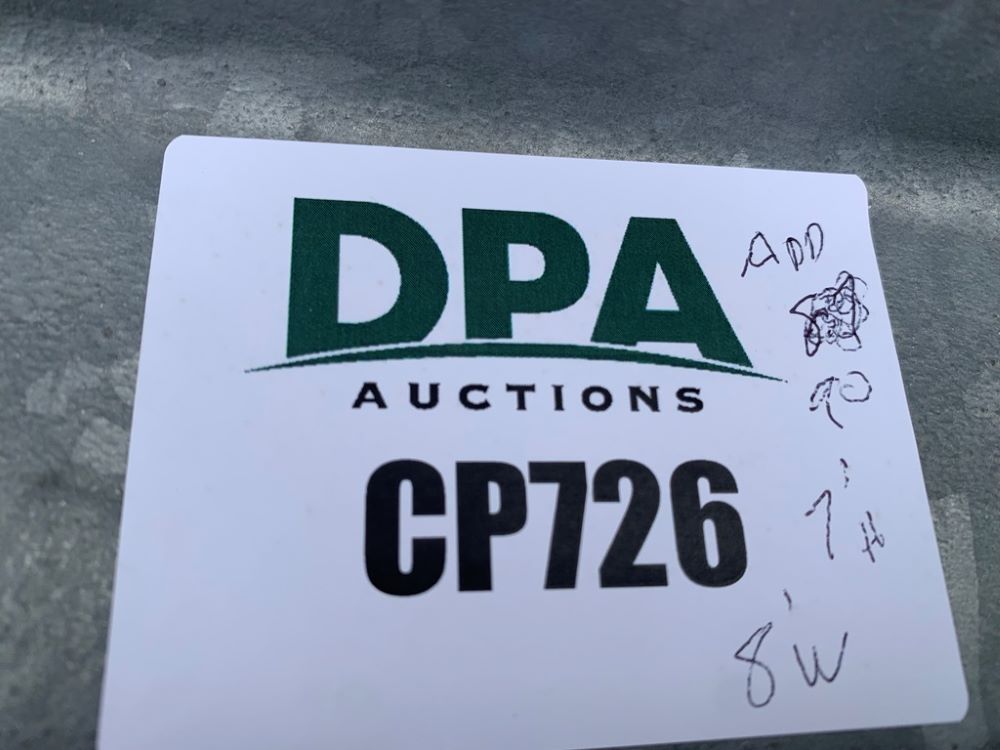 DPA
AUCTIONS
CP726
ADD
7' H
8' W